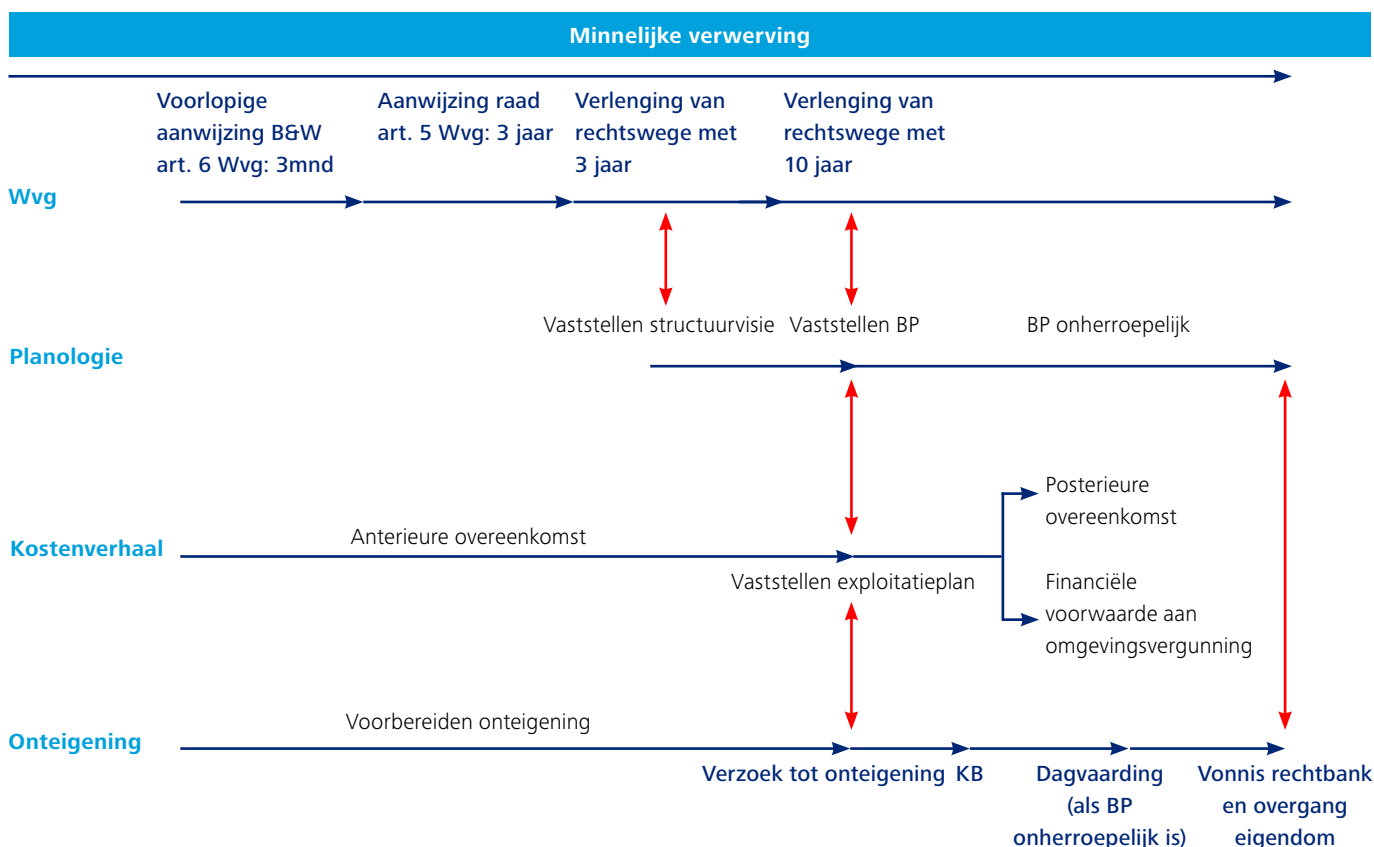 Minnelijke verwerving
Voorlopige
aanwijzing B&W
art. 6 Wvg: 3mnd
Aanwijzing raad
art. 5 Wvg: 3 jaar
Verlenging van
rechtswege met
3 jaar
Verlenging van
rechtswege met
10 jaar
Wvg
Vaststellen structuurvisie
Vaststellen BP
BP onherroepelijk
Planologie
Posterieure
overeenkomst
Anterieure overeenkomst
Kostenverhaal
Vaststellen exploitatieplan
Financiële
voorwaarde aan
omgevingsvergunning
Voorbereiden onteigening
Onteigening
Verzoek tot onteigening
KB
Dagvaarding
(als BP
onherroepelijk is)
Vonnis rechtbank
en overgang
eigendom